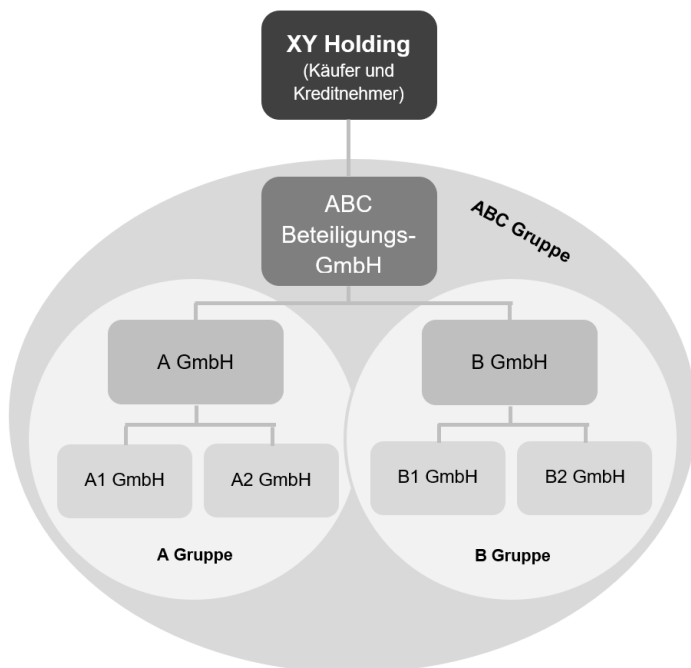 XY Holding
(Käufer und
Kreditnehmer)
ABC
Beteiligungs-
GmbH
ABC Gruppe
A GmbH
B GmbH
A1 GmbH
A2 GmbH
B1 GmbH
B2 GmbH
A Gruppe
B Gruppe